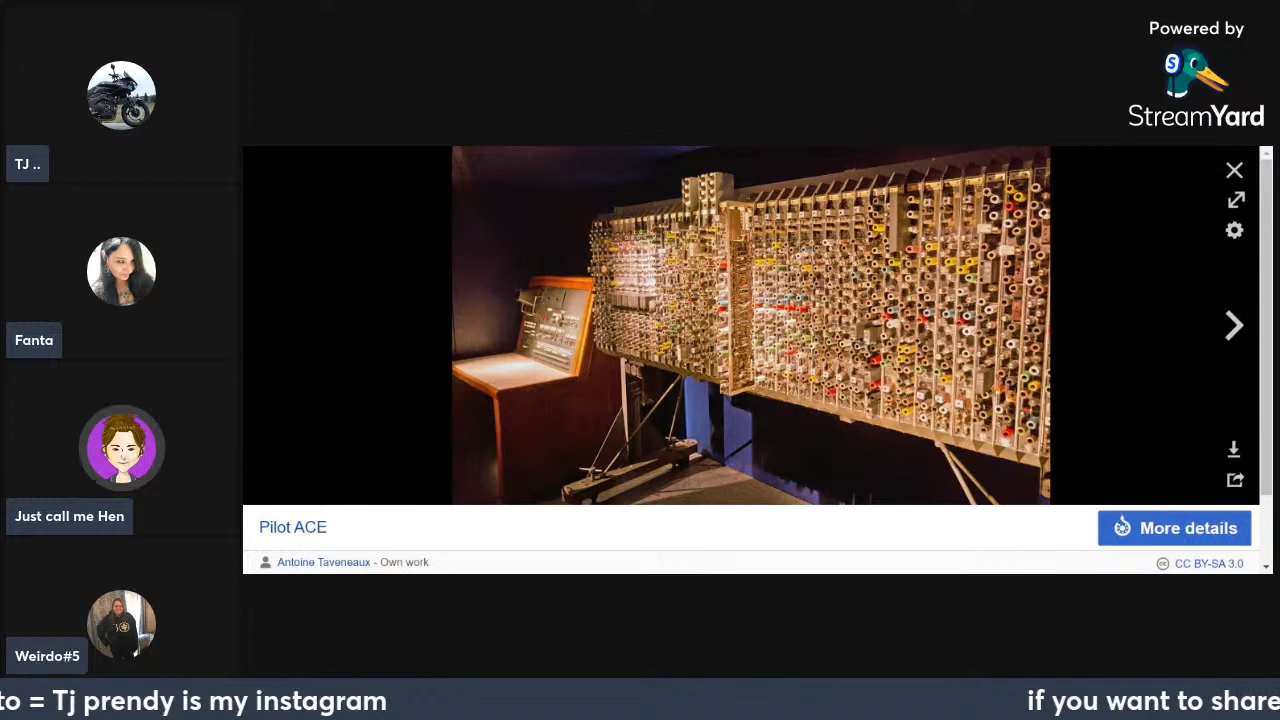 Powered by
StreamYard
TJ ..
Fanta
Just call me Hen
Weirdo#5
Pilot ACE
More details
Antoine Taveneaux - Own work
CC BY-SA 3.0
to = Tj prendy is my instagram
if you want to share